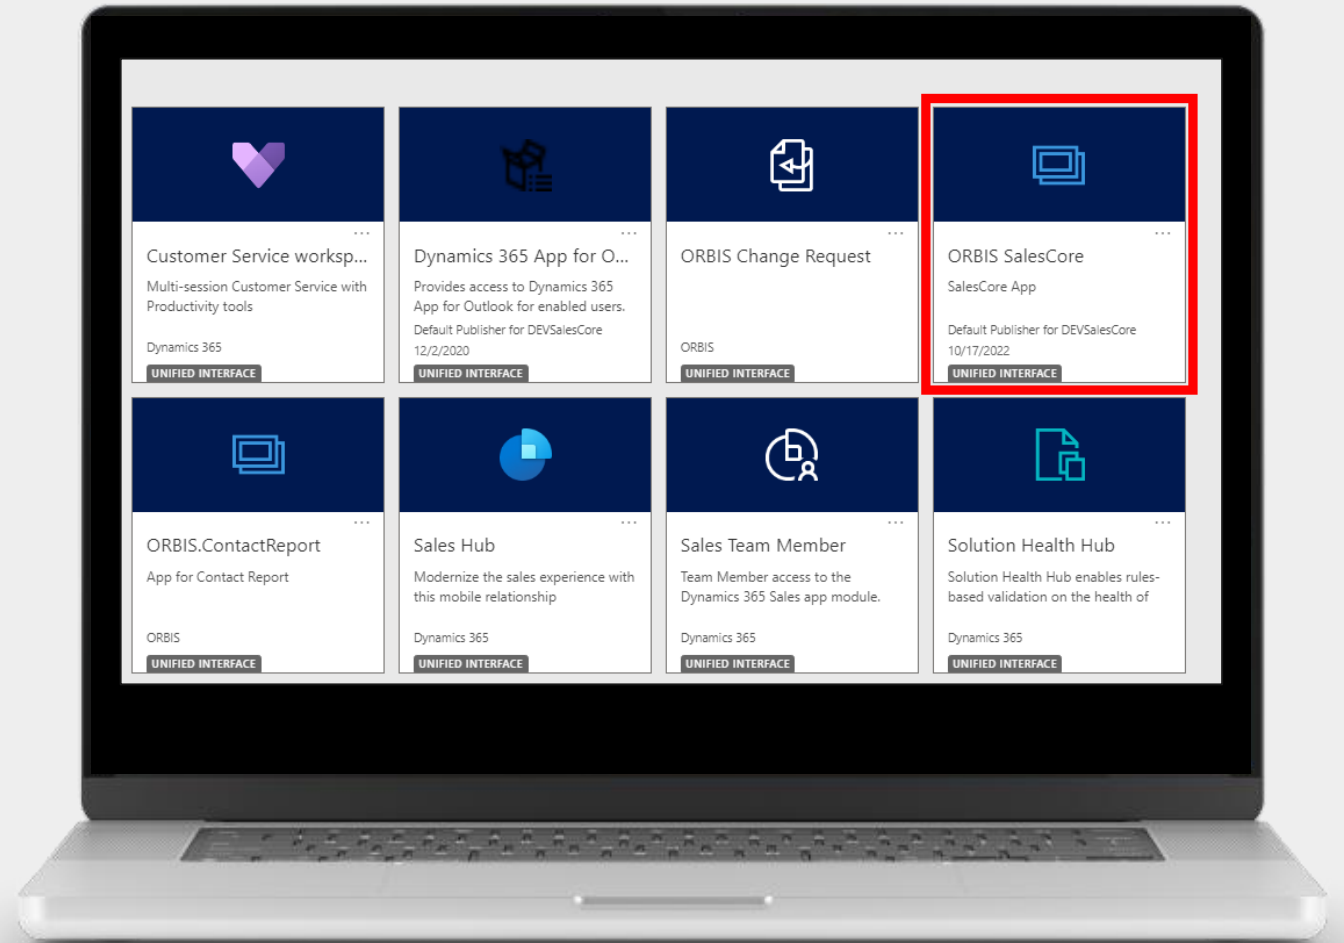 Customer Service worksp...
Multi-session Customer Service with
Productivity tools
Dynamics 365
UNIFIED INTERFACE
Dynamics 365 App for O...
Provides access to Dynamics 365
App for Outlook for enabled users.
Default Publisher for DEVSalesCore
12/2/2020
UNIFIED INTERFACE
ORBIS Change Request
ORBIS
UNIFIED INTERFACE
ORBIS SalesCore
SalesCore App
Default Publisher for DEVSalesCore
10/17/2022
UNIFIED INTERFACE
ORBIS.ContactReport
App for Contact Report
ORBIS
UNIFIED INTERFACE
Sales Hub
Modernize the sales experience with
this mobile relationship
Dynamics 365
UNIFIED INTERFACE
Sales Team Member
Team Member access to the
Dynamics 365 Sales app module.
Dynamics 365
UNIFIED INTERFACE
Solution Health Hub
Solution Health Hub enables rules-
based validation on the health of
Dynamics 365
UNIFIED INTERFACE